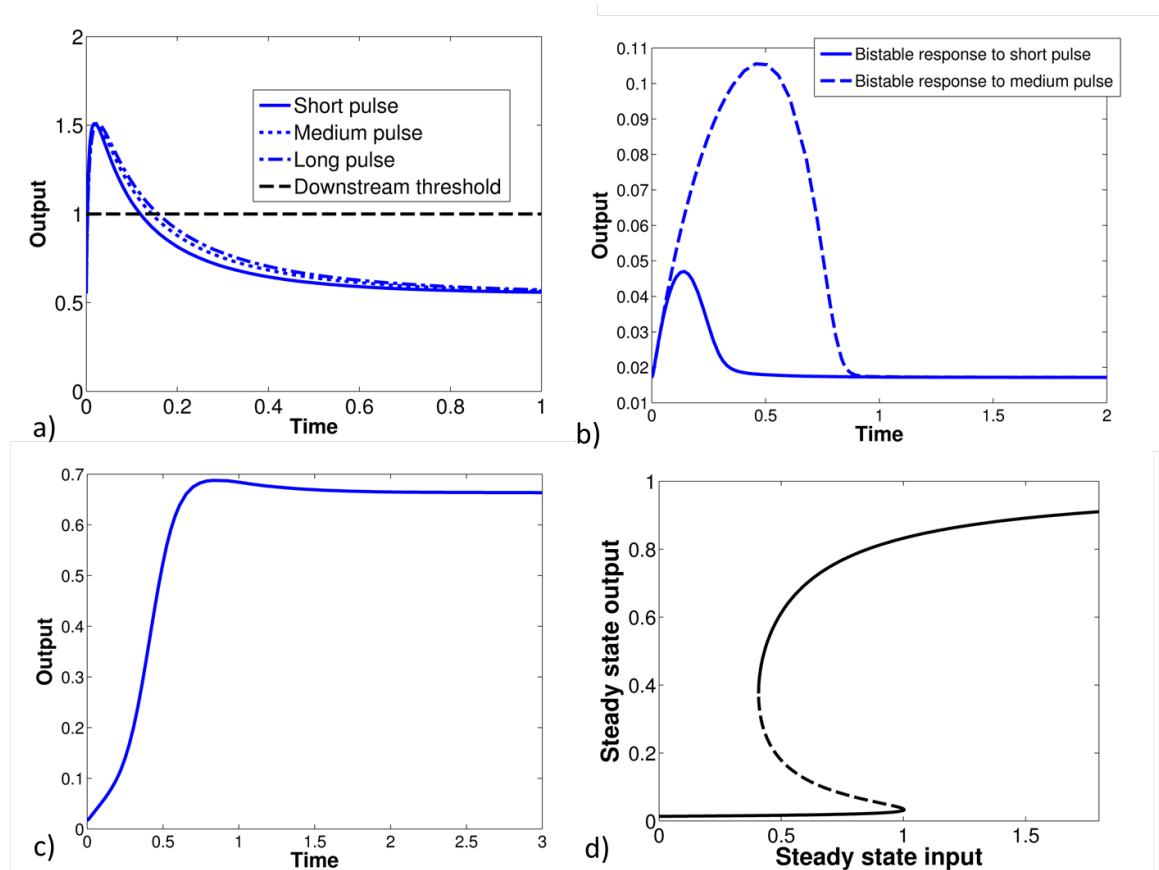 2
1.5
1
0.5
0
0 0.2 0.4 0.6 0.8 1
Output
Time
Short pulse
Medium pulse
Long pulse
Downstream threshold
a)
0.11
0.1
0.09
0.08
0.07
0.06
0.05
0.04
0.03
0.02
0.01
0 0.5 1 1.5 2
Output
Time
Bistable response to short pulse
Bistable response to medium pulse
b)
0.7
0.6
0.5
0.4
0.3
0.2
0.1
0
0 0.5 1 1.5 2 2.5 3
Output
Time
c)
1
0.8
0.6
0.4
0.2
0
0 0.5 1 1.5
Steady state output
Steady state input
d)